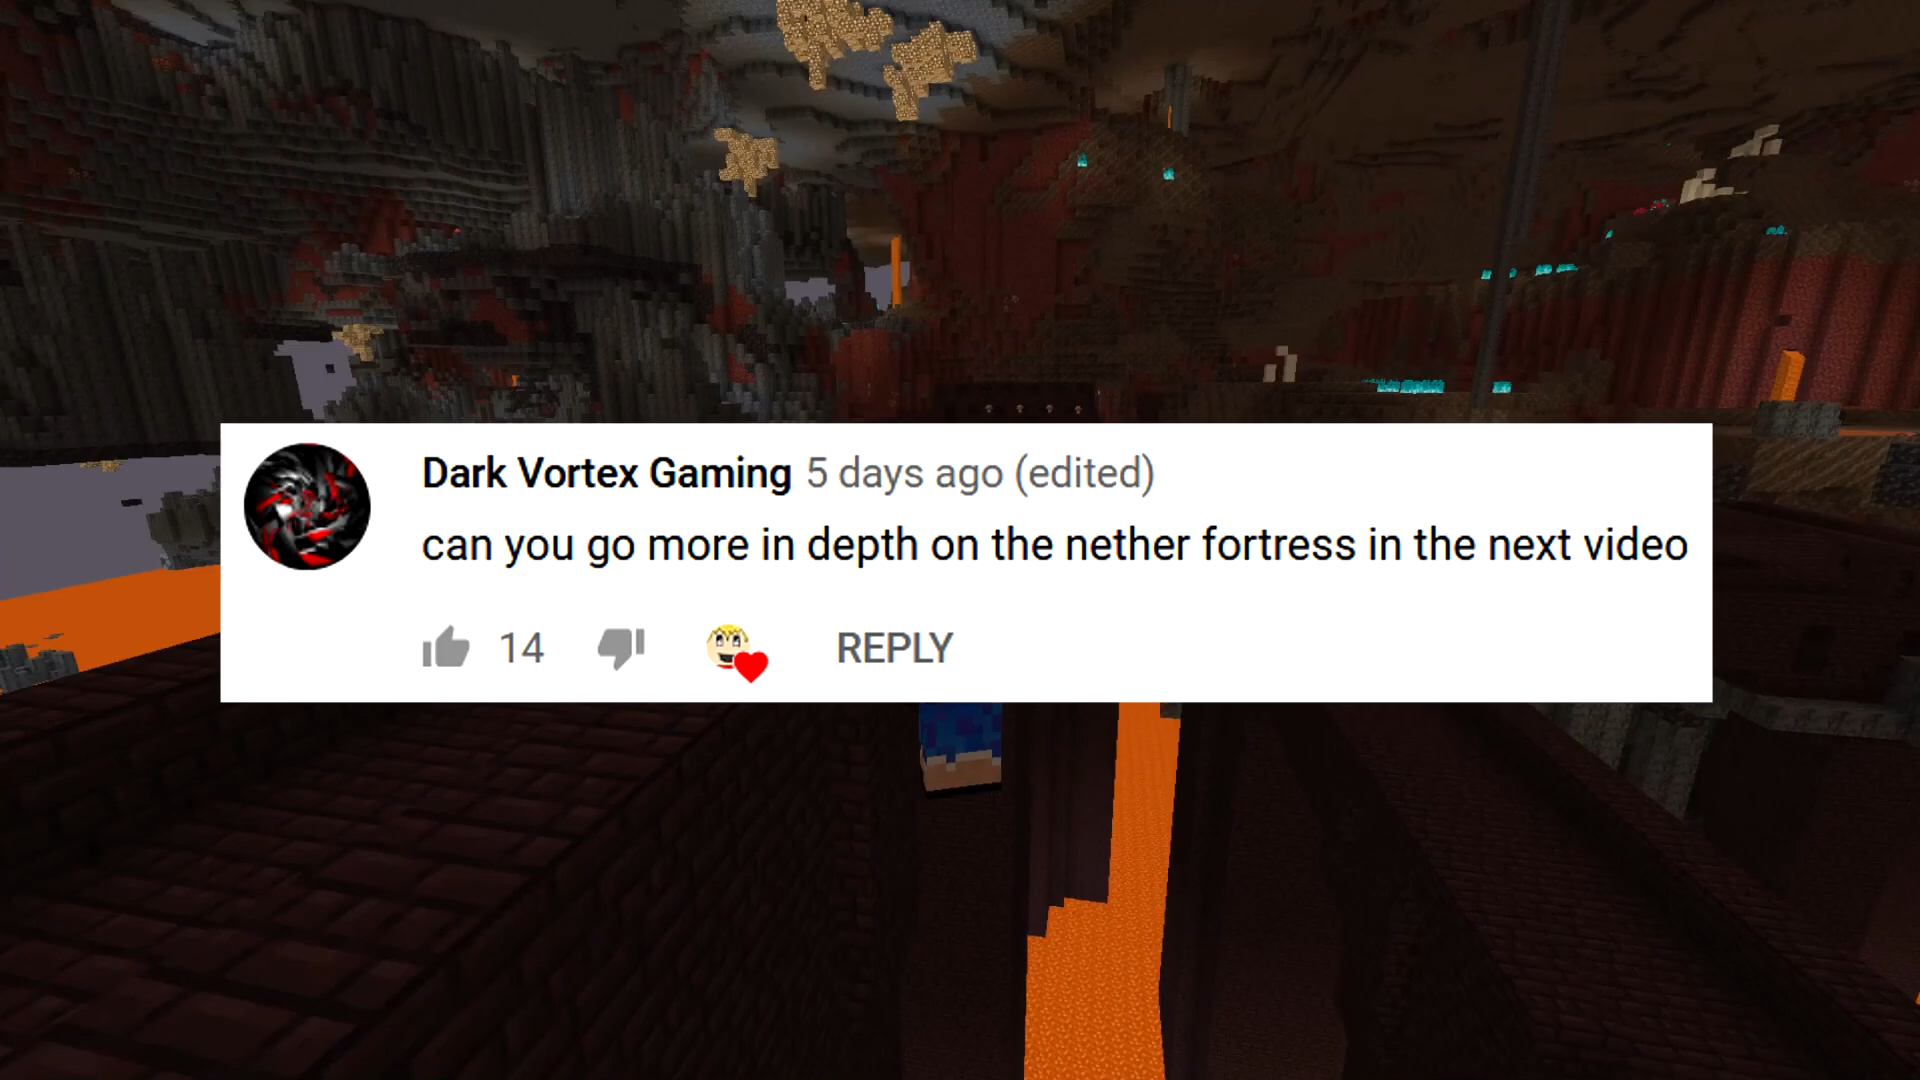 Dark Vortex Gaming 5 days ago (edited)
can you go more in depth on the nether fortress in the next video
14 REPLY